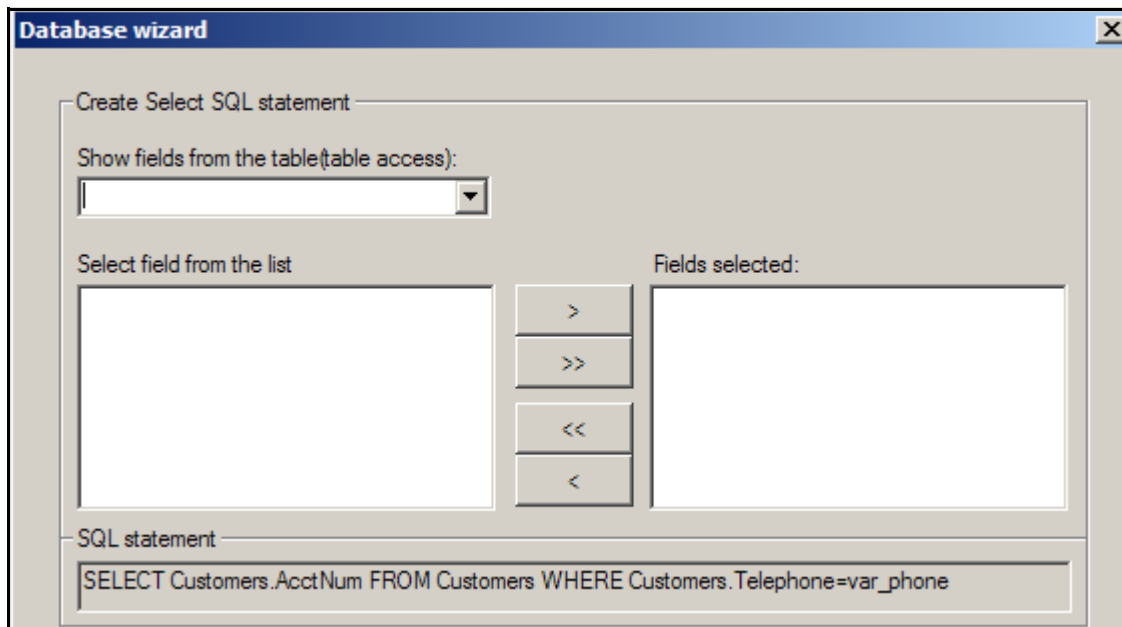 Database wizard
Create Select SQL statement
Show fields from the table(table access):
Select field from the list
Fields selected:
>
>>
<<
<
SQL statement
SELECT Customers.AcctNum FROM Customers WHERE Customers.Telephone=var_phone